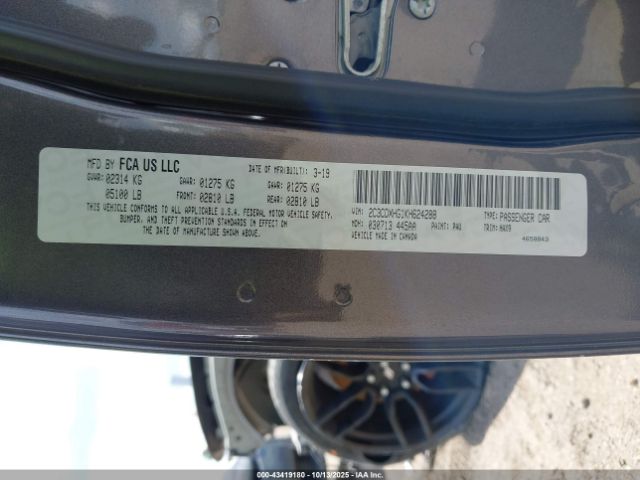 MFD BY FCA US LLC DATE OF MFR(BUILT): 3-19
GVWR: 02314 KG GAWR: 01275 KG GAWR: 01275 KG
05100 LB FRONT: 02810 LB REAR: 02810 LB
THIS VEHICLE CONFORMS TO ALL APPLICABLE U.S.A. FEDERAL MOTOR VEHICLE SAFETY,
BUMPER, AND THEFT PREVENTION STANDARDS IN EFFECT ON
THE DATE OF MANUFACTURE SHOWN ABOVE.
VIN: 2C3CDXHG1KH624288 TYPE: PASSENGER CAR
MDH: 030713 445AA PAINT: PAU TRIM: HAX9
VEHICLE MADE IN CANADA 4658843
000-43419180 - 10/13/2025 - IAA Inc.